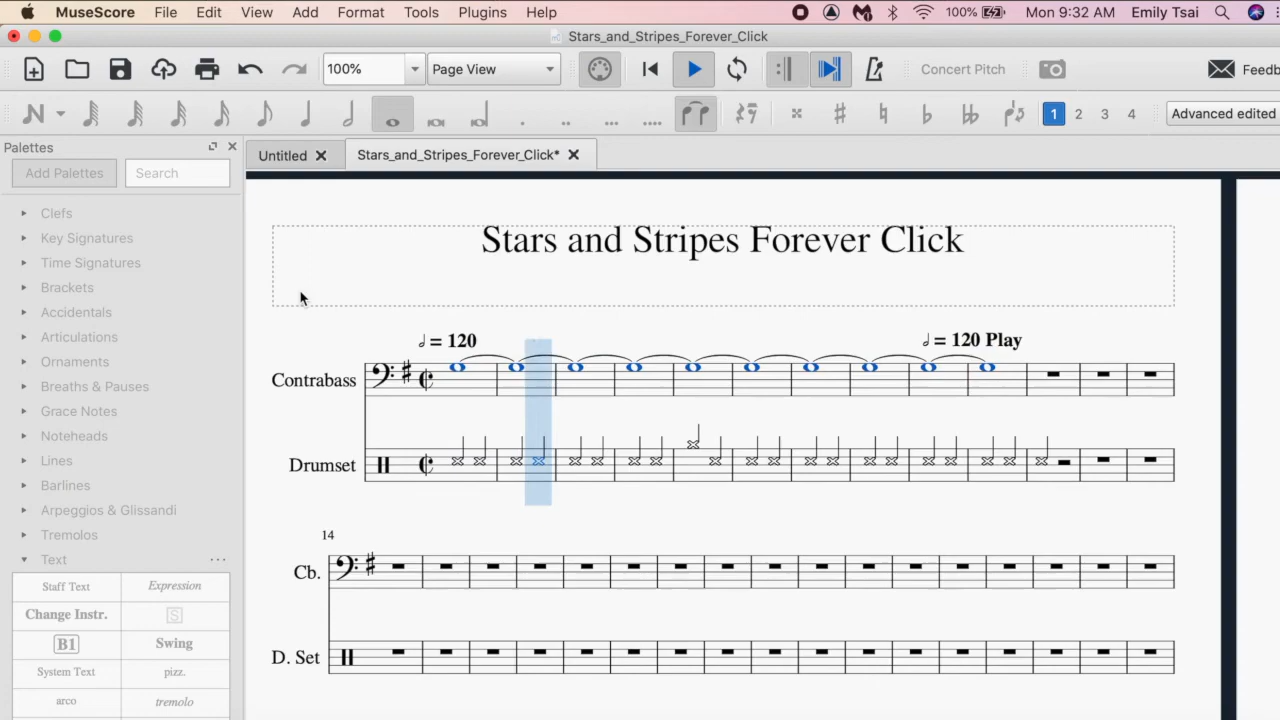 MuseScore File Edit View Add Format Tools Plugins Help 100% Mon 9:32 AM Emily Tsai
Stars_and_Stripes_Forever_Click
100% Page View Concert Pitch Feedb
1 2 3 4 Advanced edited
Palettes
Untitled Stars_and_Stripes_Forever_Click*
Add Palettes Search
Clefs
Key Signatures
Time Signatures
Brackets
Accidentals
Articulations
Ornaments
Breaths & Pauses
Grace Notes
Noteheads
Lines
Barlines
Arpeggios & Glissandi
Tremolos
Text
Staff Text Expression
Change Instr. S
B1 Swing
System Text pizz.
arco tremolo
Stars and Stripes Forever Click
= 120 = 120 Play
Contrabass
Drumset
14
Cb.
D. Set